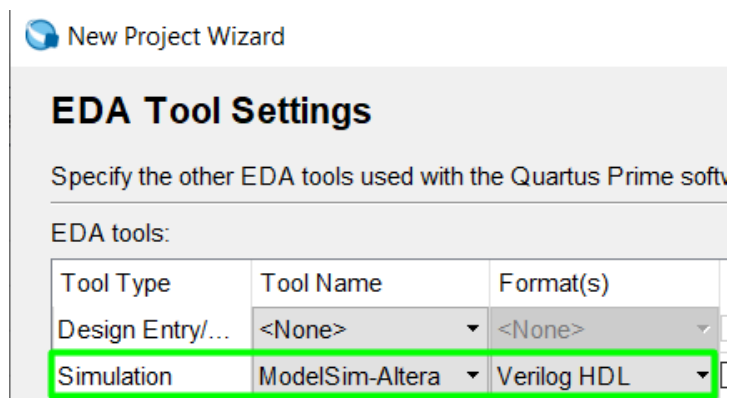 New Project Wizard
EDA Tool Settings
Specify the other EDA tools used with the Quartus Prime
EDA tools:
Tool Type Tool Name Format(s)
Design Entry/... <None> <None>
Simulation ModelSim-Altera Verilog HDL